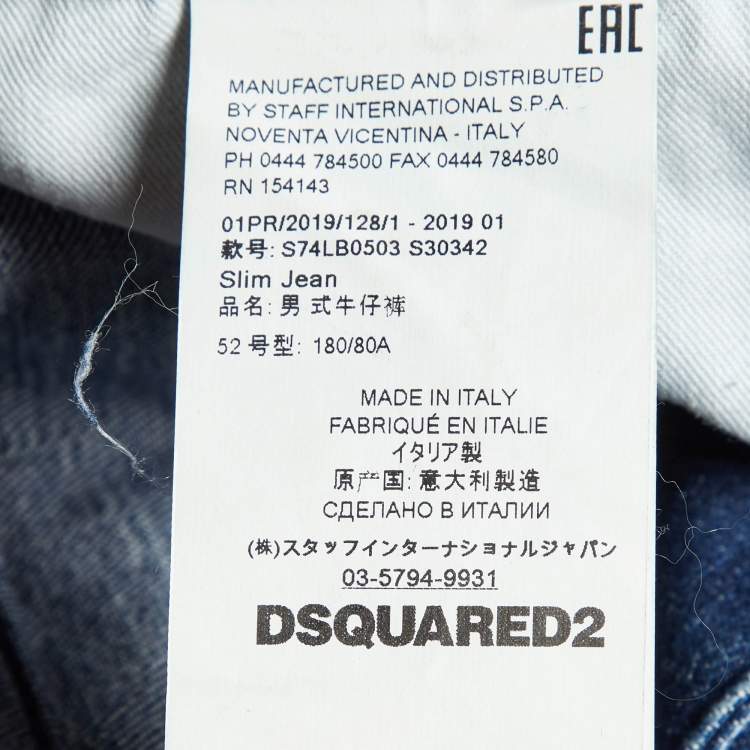 EAC
MANUFACTURED AND DISTRIBUTED
BY STAFF INTERNATIONAL S.P.A.
NOVENTA VICENTINA - ITALY
PH 0444 784500 FAX 0444 784580
RN 154143
01PR/2019/128/1 - 2019 01
款号: S74LB0503 S30342
Slim Jean
品名: 男 式牛仔裤
52 号型: 180/80A
MADE IN ITALY
FABRIQUÉ EN ITALIE
イタリア製
原产国: 意大利製造
СДЕЛАНО В ИТАЛИИ
(株)スタッフインターナショナルジャパン
03-5794-9931
DSQUARED2